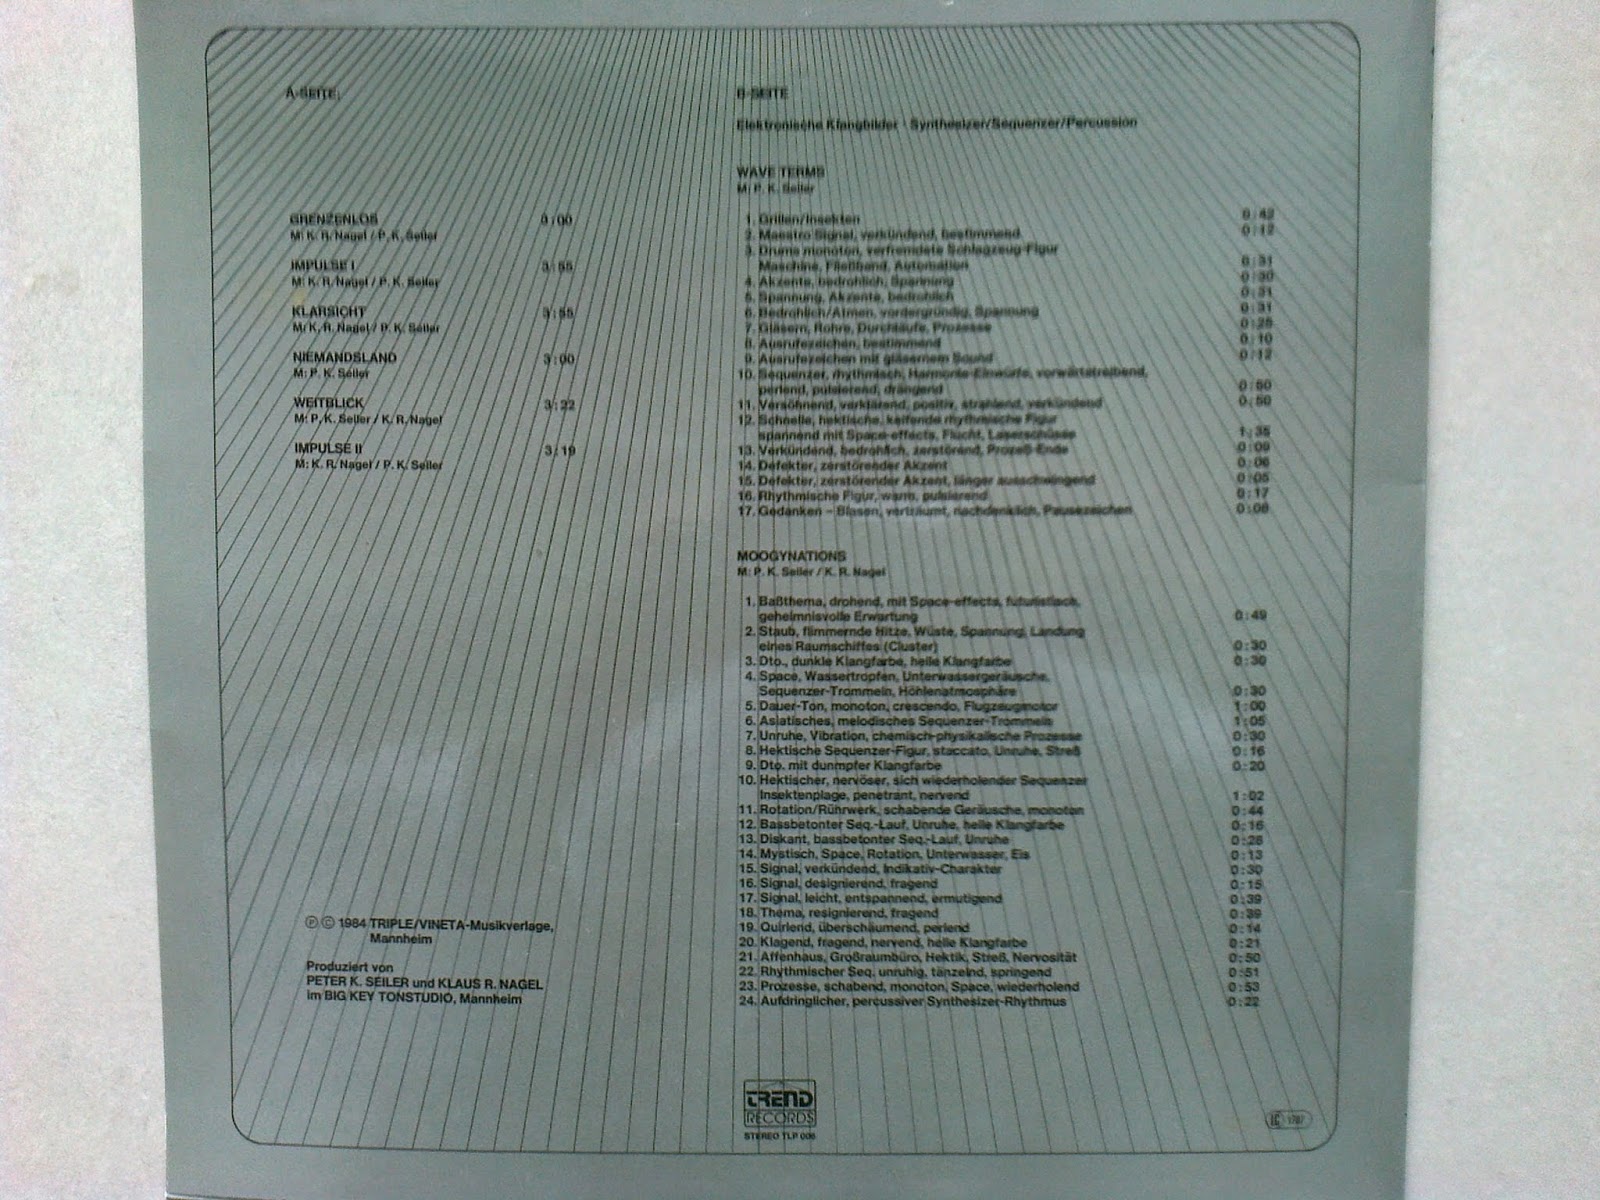 A-SEITE:
GRENZENLOS 3:00
M: K. R. Nagel / P. K. Seiler
IMPULSE I 3:55
M: K. R. Nagel / P. K. Seiler
KLARSICHT 3:55
M: K. R. Nagel / P. K. Seiler
NIEMANDSLAND 3:00
M: P. K. Seiler
WEITBLICK 3:22
M: P. K. Seiler / K. R. Nagel
IMPULSE II 3:19
M: K. R. Nagel / P. K. Seiler
Ⓟ © 1984 TRIPLE/VINETA-Musikverlage,
Mannheim
Produziert von
PETER K. SEILER und KLAUS R. NAGEL
im BIG KEY TONSTUDIO, Mannheim
B-SEITE
Elektronische Klangbilder · Synthesizer/Sequenzer/Percussion
WAVE TERMS
M: P. K. Seiler
1. Grillen/Insekten 0:42
2. Maestro Signal, verkündend, bestimmend 0:12
3. Drums monoton, verfremdete Schlagzeug-Figur
Maschine, Fließband, Automation 0:31
4. Akzente, bedrohlich, Spannung 0:30
5. Spannung, Akzente, bedrohlich 0:31
6. Bedrohlich/Atmen, vordergründig, Spannung 0:31
7. Gläsern, Rohre, Durchläufe, Prozesse 0:25
8. Ausrufezeichen, bestimmend 0:10
9. Ausrufezeichen mit gläsernem Sound 0:12
10. Sequenzer, rhythmisch, Harmonie-Einwürfe, vorwärtstreibend,
perlend, pulsierend, drängend 0:50
11. Versöhnend, verklärend, positiv, strahlend, verkündend 0:50
12. Schnelle, hektische, keifende rhythmische Figur
spannend mit Space-effects, Flucht, Laserschüsse 1:35
13. Verkündend, bedrohlich, zerstörend, Prozeß-Ende 0:09
14. Defekter, zerstörender Akzent 0:06
15. Defekter, zerstörender Akzent, länger ausschwingend 0:05
16. Rhythmische Figur, warm, pulsierend 0:17
17. Gedanken – Blasen, verträumt, nachdenklich, Pausezeichen 0:08
MOOGYNATIONS
M: P. K. Seiler / K. R. Nagel
1. Baßthema, drohend, mit Space-effects, futuristisch,
geheimnisvolle Erwartung 0:49
2. Staub, flimmernde Hitze, Wüste, Spannung, Landung
eines Raumschiffes (Cluster) 0:30
3. Dto., dunkle Klangfarbe, helle Klangfarbe 0:30
4. Space, Wassertropfen, Unterwassergeräusche,
Sequenzer-Trommeln, Höhlenatmosphäre 0:30
5. Dauer-Ton, monoton, crescendo, Flugzeugmotor 1:00
6. Asiatisches, melodisches Sequenzer-Trommeln 1:05
7. Unruhe, Vibration, chemisch-physikalische Prozesse 0:30
8. Hektische Sequenzer-Figur, staccato, Unruhe, Streß 0:16
9. Dto. mit dunmpfer Klangfarbe 0:20
10. Hektischer, nervöser, sich wiederholender Sequenzer
Insektenplage, penetrant, nervend 1:02
11. Rotation/Rührwerk, schabende Geräusche, monoton 0:44
12. Bassbetonter Seq.-Lauf, Unruhe, helle Klangfarbe 0:16
13. Diskant, bassbetonter Seq.-Lauf, Unruhe 0:28
14. Mystisch, Space, Rotation, Unterwasser, Eis 0:13
15. Signal, verkündend, Indikativ-Charakter 0:30
16. Signal, designierend, fragend 0:15
17. Signal, leicht, entspannend, ermutigend 0:39
18. Thema, resignierend, fragend 0:39
19. Quirlend, überschäumend, perlend 0:14
20. Klagend, fragend, nervend, helle Klangfarbe 0:21
21. Affenhaus, Großraumbüro, Hektik, Streß, Nervosität 0:50
22. Rhythmischer Seq. unruhig, tänzelnd, springend 0:51
23. Prozesse, schabend, monoton, Space, wiederholend 0:53
24. Aufdringlicher, percussiver Synthesizer-Rhythmus 0:22
TREND
RECORDS
STEREO TLP 006
LC 1787